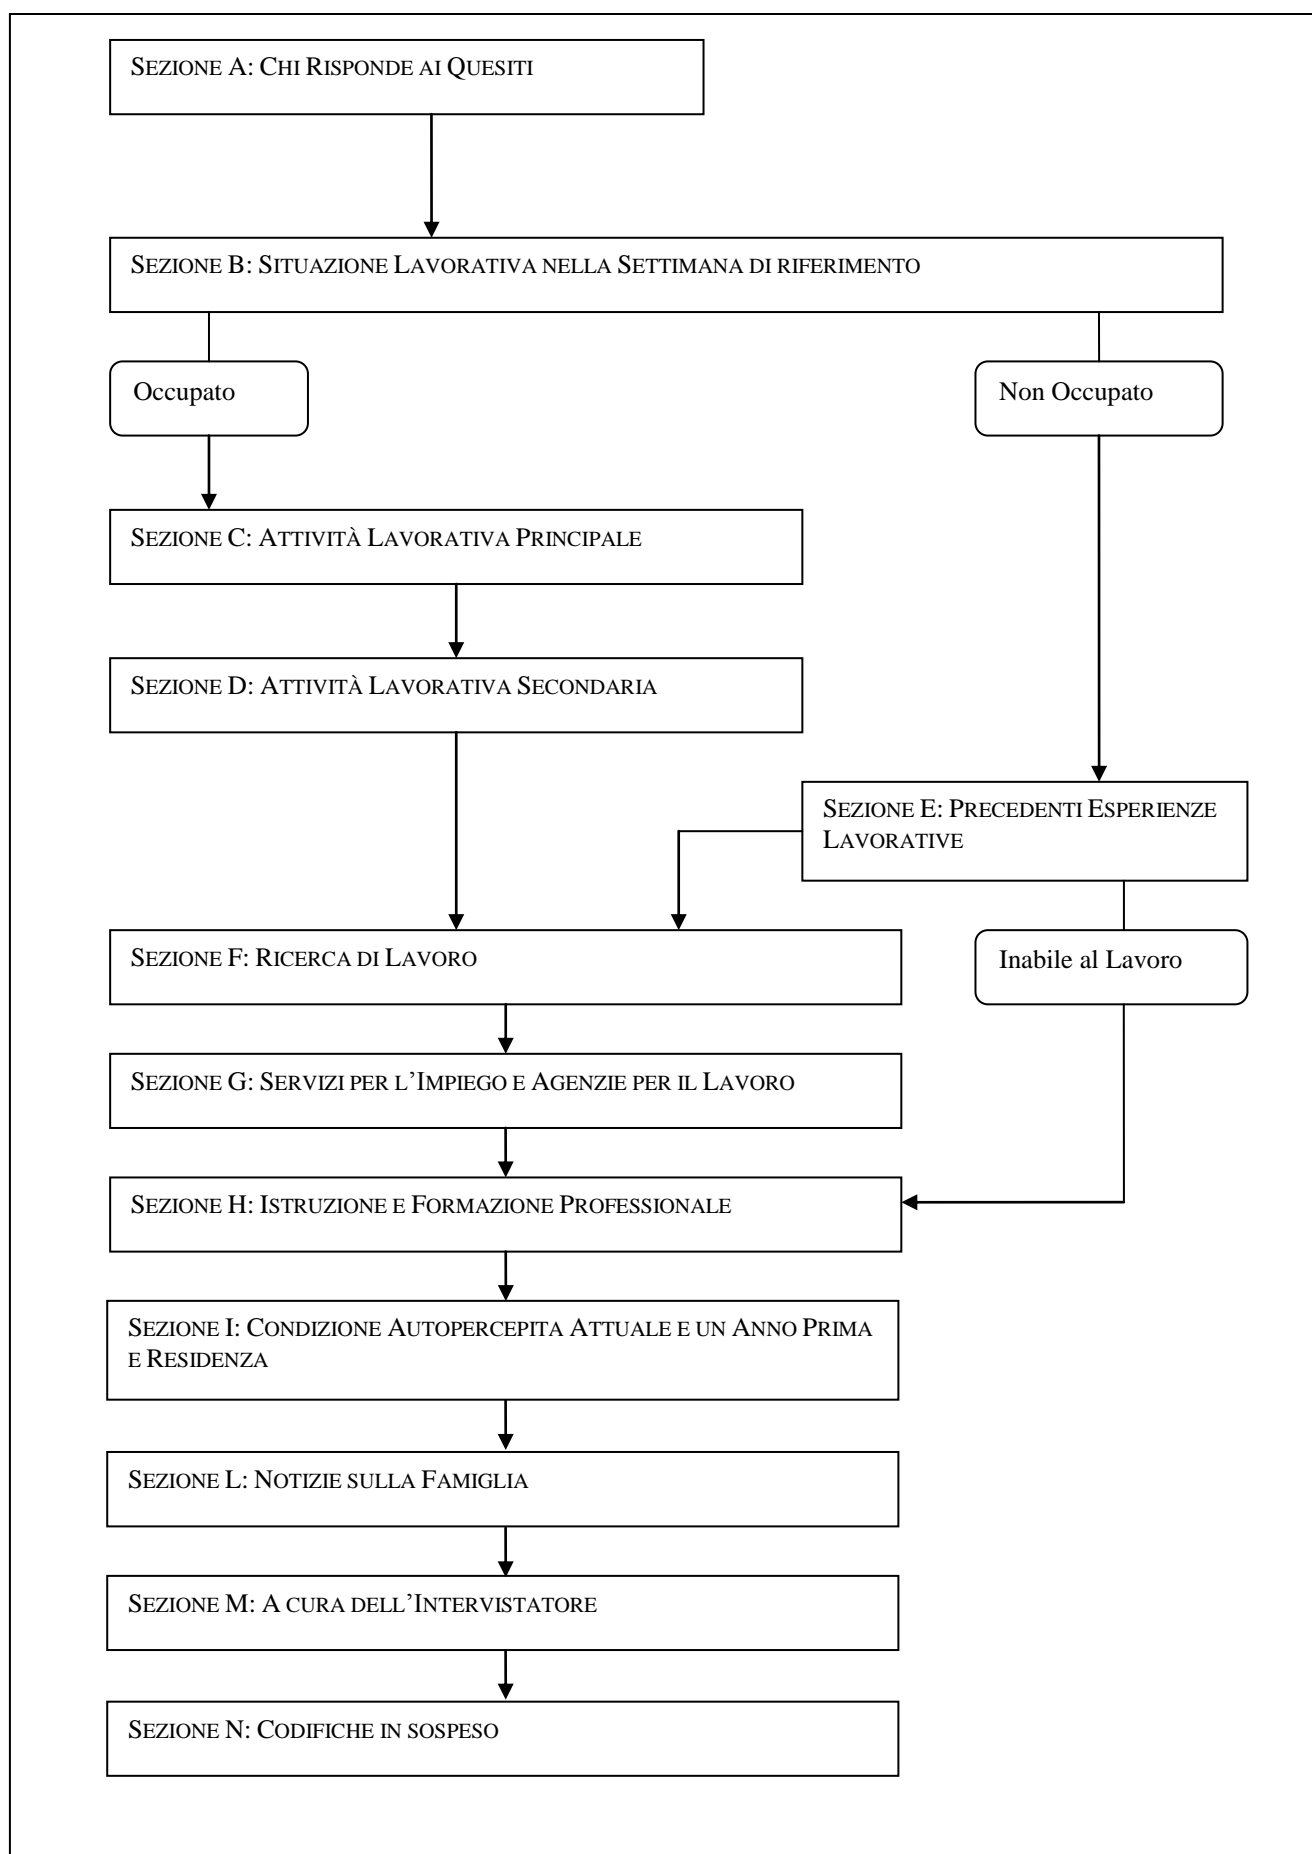 SEZIONE A: CHI RISPONDE AI QUESITI
SEZIONE B: SITUAZIONE LAVORATIVA NELLA SETTIMANA DI RIFERIMENTO
Occupato
Non Occupato
SEZIONE C: ATTIVITÀ LAVORATIVA PRINCIPALE
SEZIONE D: ATTIVITÀ LAVORATIVA SECONDARIA
SEZIONE E: PRECEDENTI ESPERIENZE
LAVORATIVE
SEZIONE F: RICERCA DI LAVORO
Inabile al Lavoro
SEZIONE G: SERVIZI PER L’IMPIEGO E AGENZIE PER IL LAVORO
SEZIONE H: ISTRUZIONE E FORMAZIONE PROFESSIONALE
SEZIONE I: CONDIZIONE AUTOPERCEPITA ATTUALE E UN ANNO PRIMA
E RESIDENZA
SEZIONE L: NOTIZIE SULLA FAMIGLIA
SEZIONE M: A CURA DELL’INTERVISTATORE
SEZIONE N: CODIFICHE IN SOSPESO